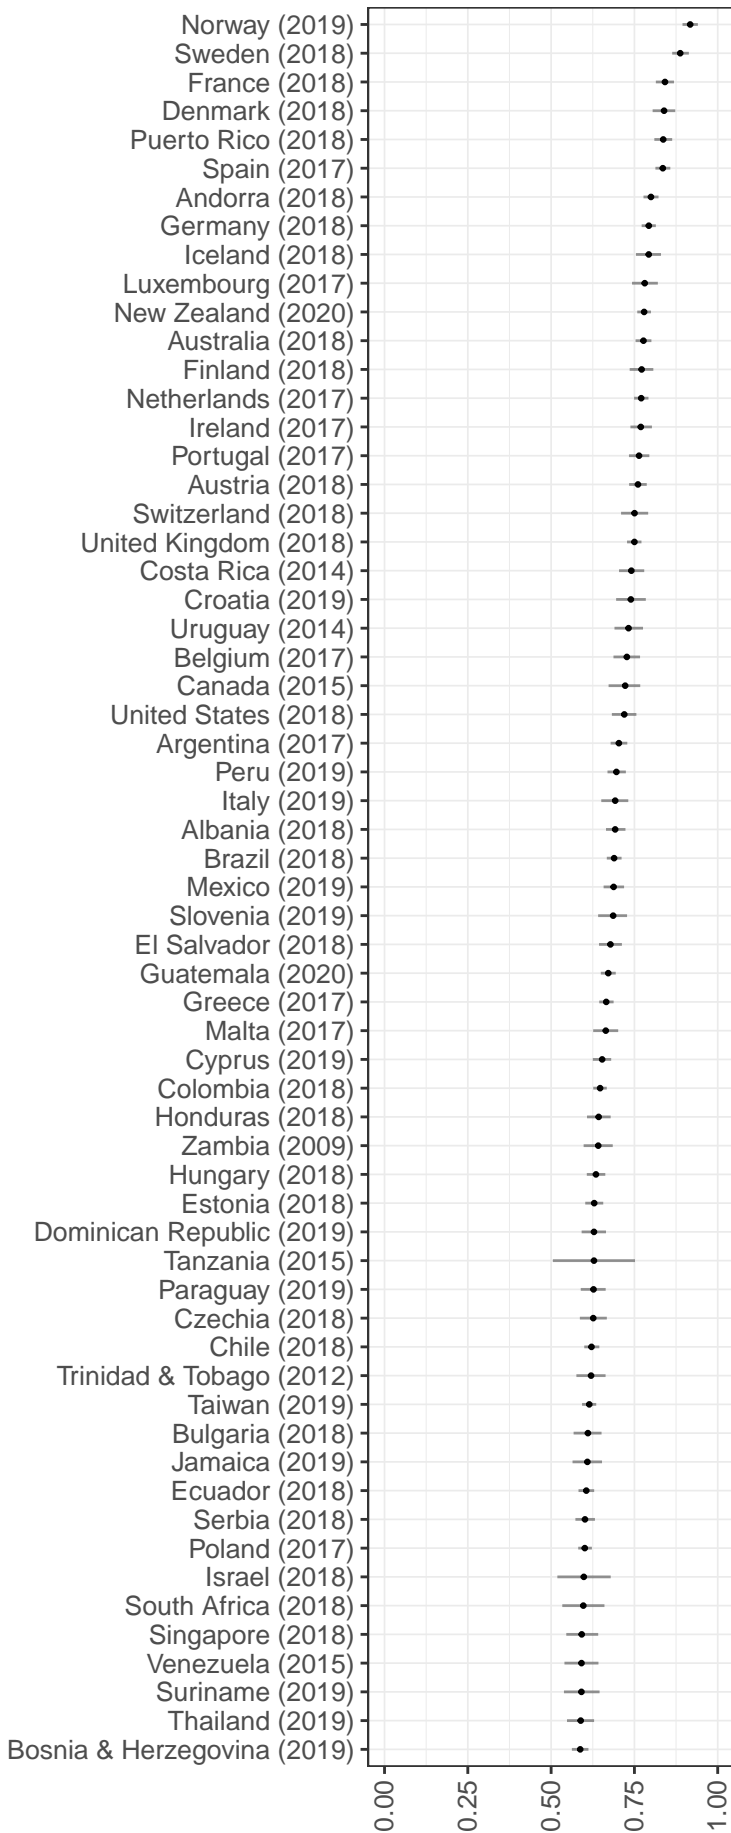 Norway (2019)
Sweden (2018)
France (2018)
Denmark (2018)
Puerto Rico (2018)
Spain (2017)
Andorra (2018)
Germany (2018)
Iceland (2018)
Luxembourg (2017)
New Zealand (2020)
Australia (2018)
Finland (2018)
Netherlands (2017)
Ireland (2017)
Portugal (2017)
Austria (2018)
Switzerland (2018)
United Kingdom (2018)
Costa Rica (2014)
Croatia (2019)
Uruguay (2014)
Belgium (2017)
Canada (2015)
United States (2018)
Argentina (2017)
Peru (2019)
Italy (2019)
Albania (2018)
Brazil (2018)
Mexico (2019)
Slovenia (2019)
El Salvador (2018)
Guatemala (2020)
Greece (2017)
Malta (2017)
Cyprus (2019)
Colombia (2018)
Honduras (2018)
Zambia (2009)
Hungary (2018)
Estonia (2018)
Dominican Republic (2019)
Tanzania (2015)
Paraguay (2019)
Czechia (2018)
Chile (2018)
Trinidad & Tobago (2012)
Taiwan (2019)
Bulgaria (2018)
Jamaica (2019)
Ecuador (2018)
Serbia (2018)
Poland (2017)
Israel (2018)
South Africa (2018)
Singapore (2018)
Venezuela (2015)
Suriname (2019)
Thailand (2019)
Bosnia & Herzegovina (2019)
0.00
0.25
0.50
0.75
1.00